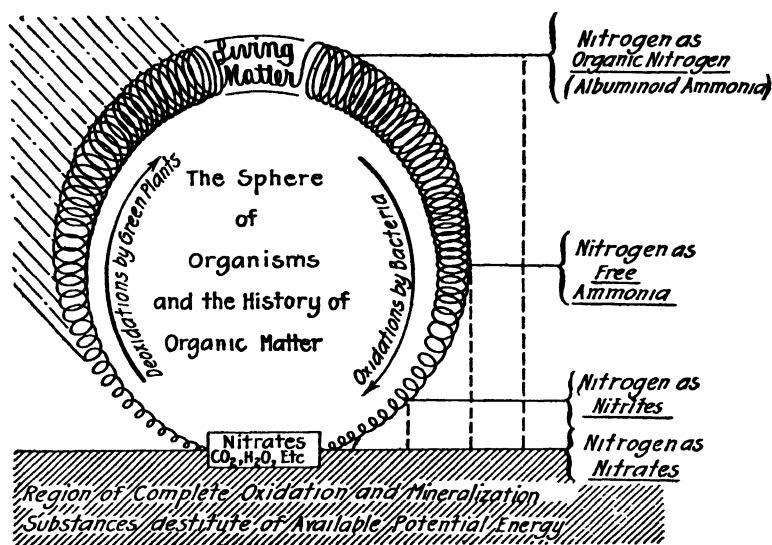 Living
Matter
Nitrogen as
Organic Nitrogen
(Albuminoid Ammonia)
Deoxidations by Green Plants
The Sphere
of
Organisms
and the History of
Organic Matter
Oxidations by Bacteria
Nitrogen as
Free
Ammonia
Nitrogen as
Nitrites
Nitrates
CO2, H2O, Etc
Nitrogen as
Nitrates
Region of Complete Oxidation and Mineralization
Substances destitute of Available Potential Energy